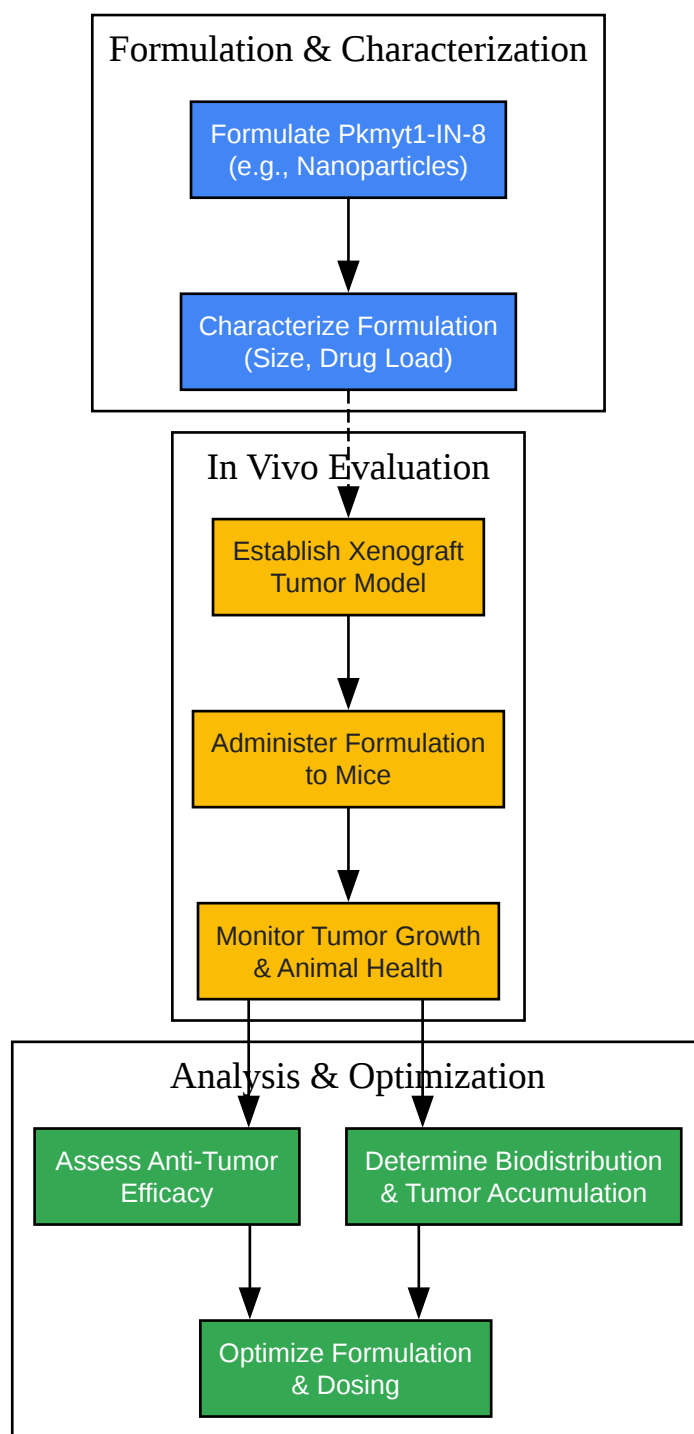 Formulation & Characterization
Formulate Pkmyt1-IN-8
(e.g., Nanoparticles)
Characterize Formulation
(Size, Drug Load)
In Vivo Evaluation
Establish Xenograft
Tumor Model
Administer Formulation
to Mice
Monitor Tumor Growth
& Animal Health
Analysis & Optimization
Assess Anti-Tumor
Efficacy
Determine Biodistribution
& Tumor Accumulation
Optimize Formulation
& Dosing